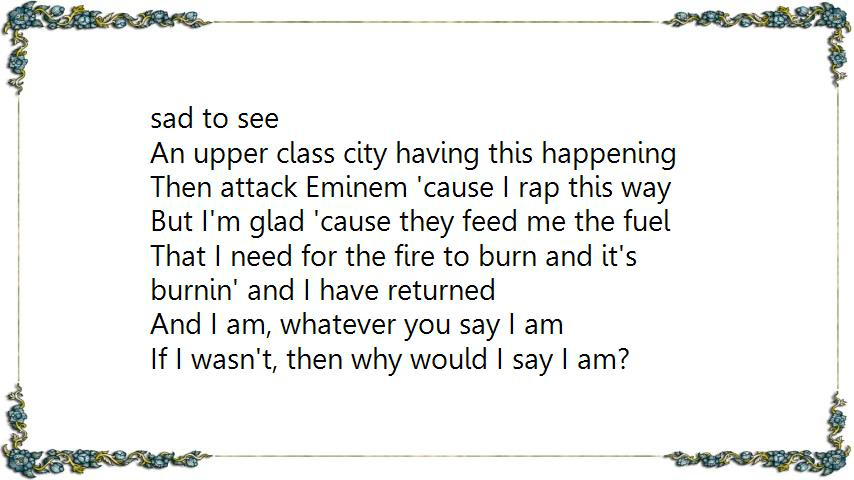 sad to see
An upper class city having this happening
Then attack Eminem 'cause I rap this way
But I'm glad 'cause they feed me the fuel
That I need for the fire to burn and it's
burnin' and I have returned
And I am, whatever you say I am
If I wasn't, then why would I say I am?